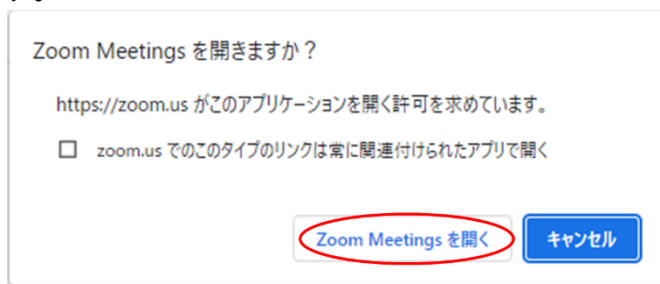 Zoom Meetings を開きますか？
https://zoom.us がこのアプリケーションを開く許可を求めています。
zoom.us でのこのタイプのリンクは常に関連付けられたアプリで開く
Zoom Meetings を開く
キャンセル